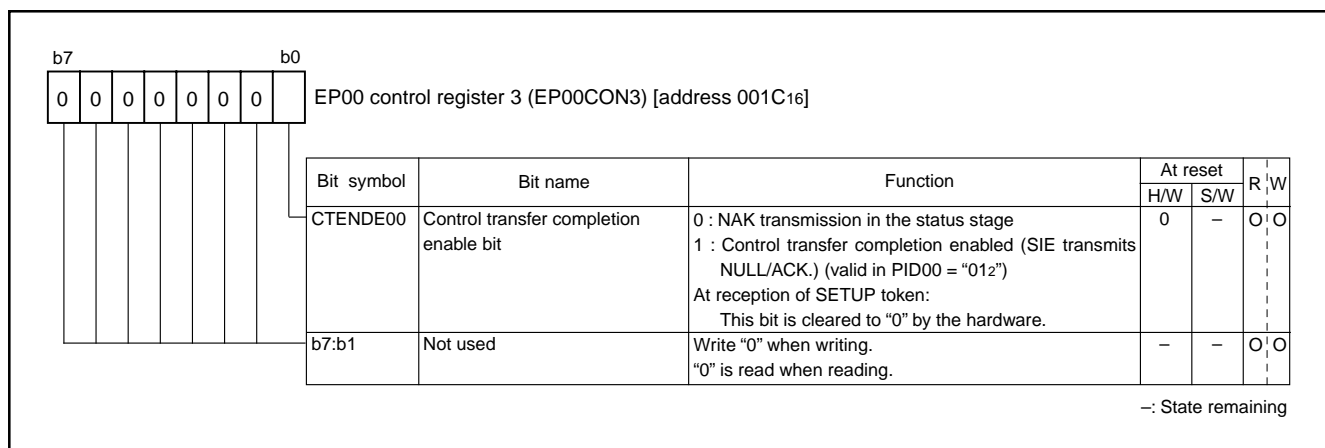 b7 b0
0 0 0 0 0 0 0
EP00 control register 3 (EP00CON3) [address 001C16]
Bit symbol Bit name Function At reset R W
H/W S/W
CTENDE00 Control transfer completion 0 : NAK transmission in the status stage 0 – O O
enable bit 1 : Control transfer completion enabled (SIE transmits
NULL/ACK.) (valid in PID00 = “012”)
At reception of SETUP token:
This bit is cleared to “0” by the hardware.
b7:b1 Not used Write “0” when writing. – – O O
“0” is read when reading.
–: State remaining